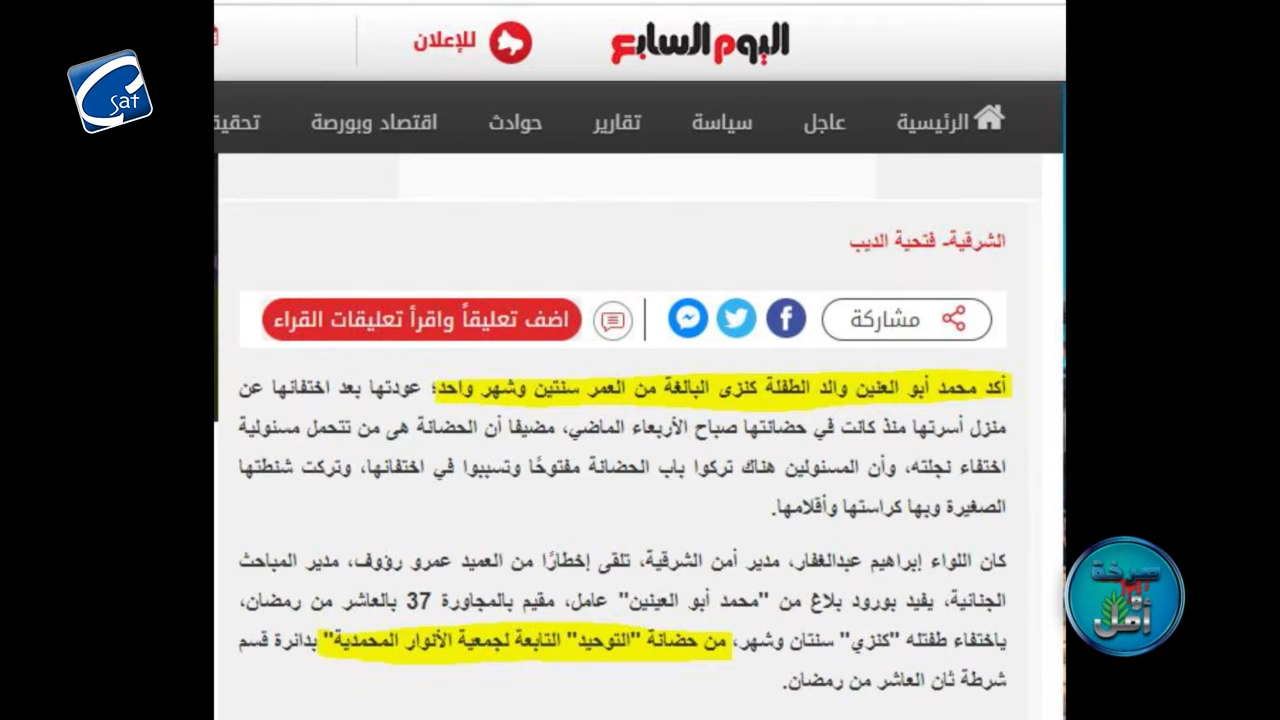 C Sat
اليوم السابع
للإعلان
الرئيسية عاجل سياسة تقارير حوادث اقتصاد وبورصة
الشرقية- فتحية الديب
مشاركة
اضف تعليقاً واقرأ تعليقات القراء
أكد محمد أبو العنين والد الطفلة كنزى البالغة من العمر سنتين وشهر واحد؛ عودتها بعد اختفائها عن
منزل أسرتها منذ كانت في حضانتها صباح الأربعاء الماضي، مضيفا أن الحضانة هى من تتحمل مسئولية
اختفاء نجلته، وأن المسئولين هناك تركوا باب الحضانة مفتوحًا وتسببوا في اختفائها، وتركت شنطتها
الصغيرة وبها كراستها وأقلامها.
كان اللواء إبراهيم عبدالغفار، مدير أمن الشرقية، تلقى إخطارًا من العميد عمرو رؤوف، مدير المباحث
الجنائية، يفيد بورود بلاغ من "محمد أبو العينين" عامل، مقيم بالمجاورة 37 بالعاشر من رمضان،
باختفاء طفلته "كنزي" سنتان وشهر، من حضانة "التوحيد" التابعة لجمعية الأنوار المحمدية" بدائرة قسم
شرطة ثان العاشر من رمضان.
صرخة
أمل